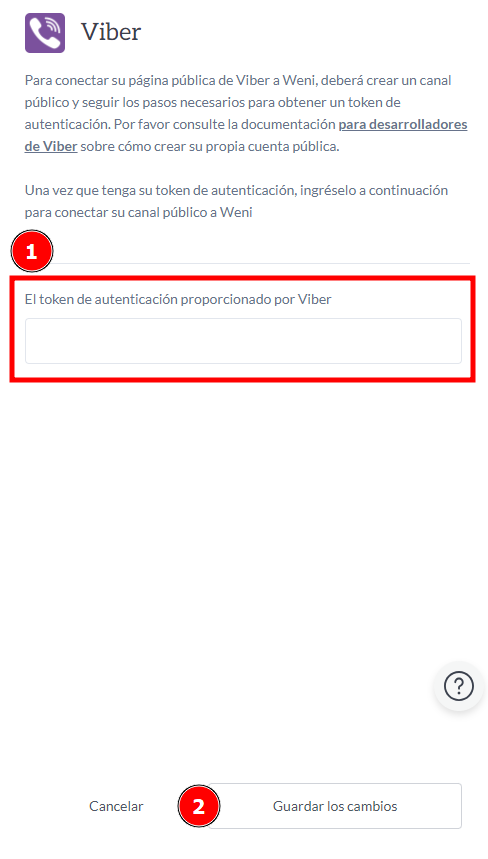 Viber
Para conectar su página pública de Viber a Weni, deberá crear un canal
público y seguir los pasos necesarios para obtener un token de
autenticación. Por favor consulte la documentación para desarrolladores
de Viber sobre cómo crear su propia cuenta pública.
Una vez que tenga su token de autenticación, ingréselo a continuación
para conectar su canal público a Weni
1
El token de autenticación proporcionado por Viber
?
Cancelar
2
Guardar los cambios